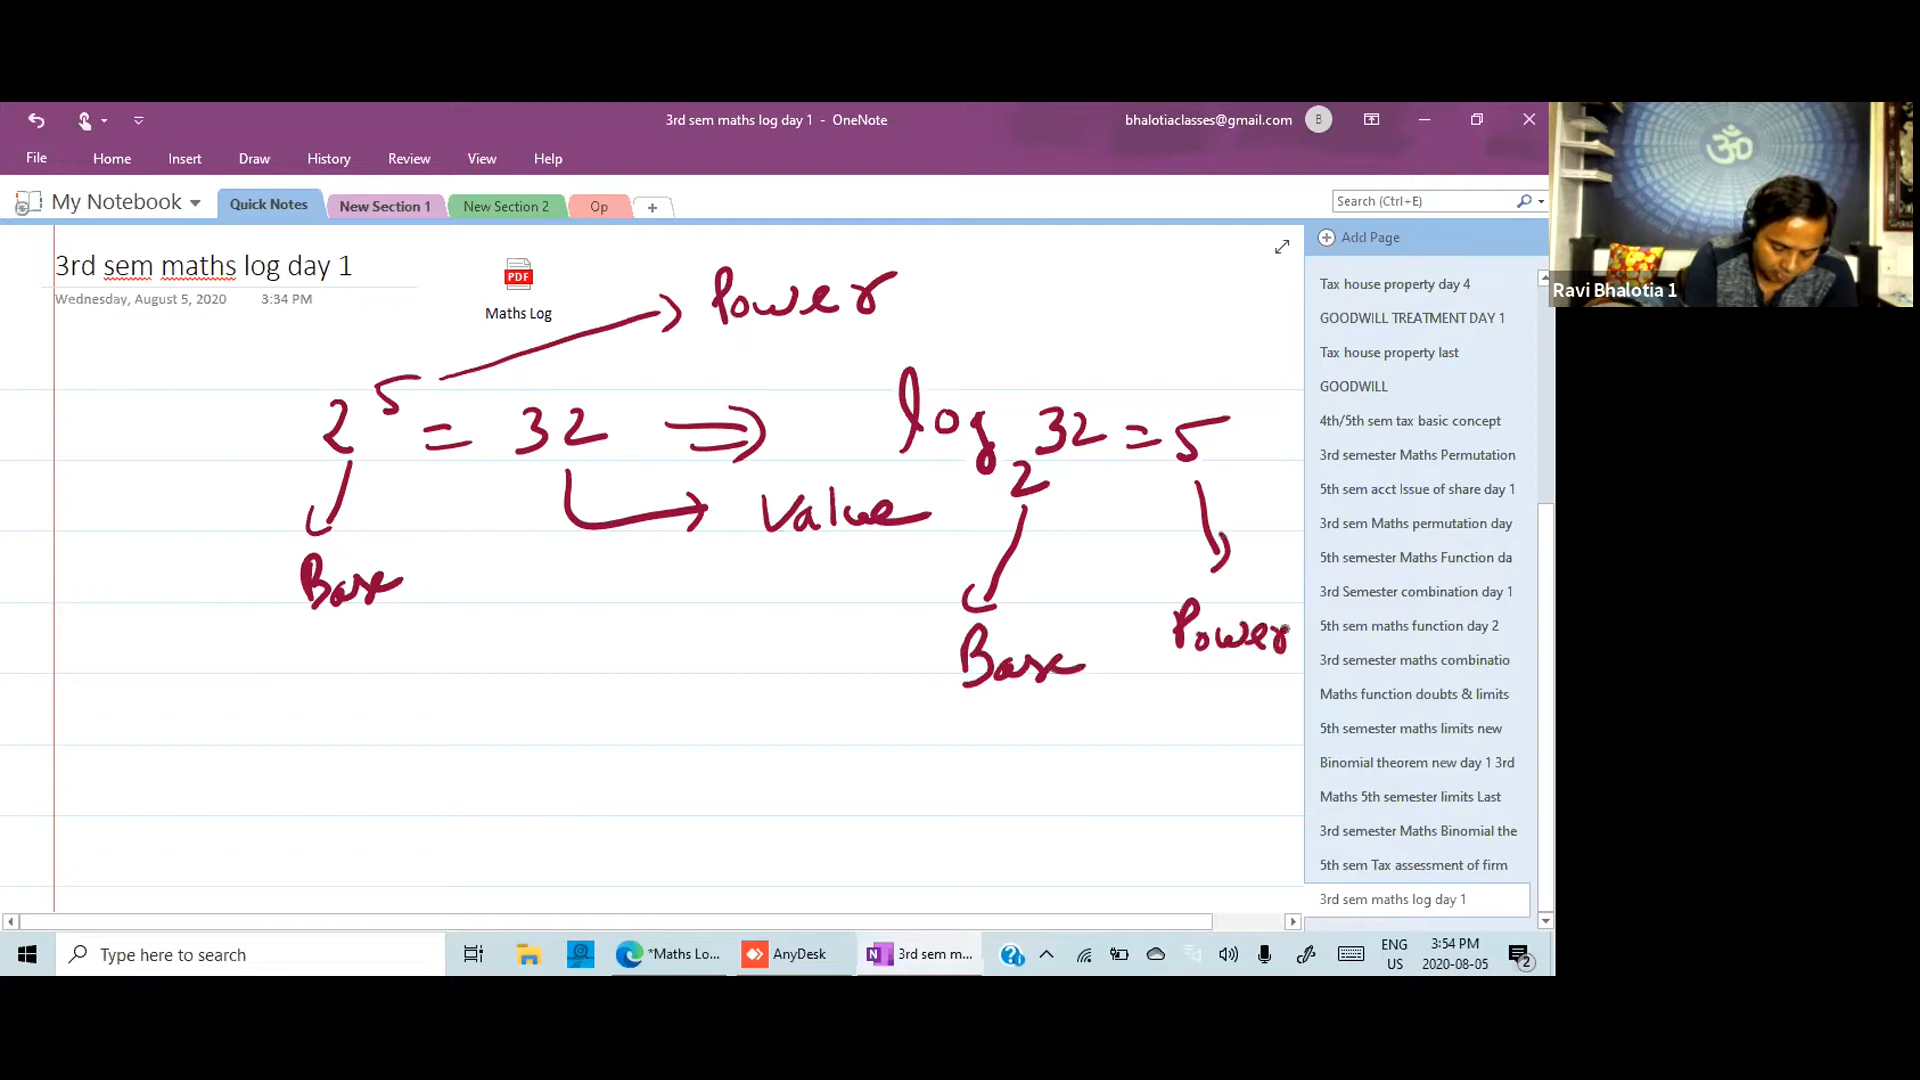 3rd sem maths log day 1 - OneNote
bhalotiaclasses@gmail.com
B
File
Home
Insert
Draw
History
Review
View
Help
My Notebook
Quick Notes
New Section 1
New Section 2
Op
Search (Ctrl+E)
Ravi Bhalotia 1
3rd sem maths log day 1
Wednesday, August 5, 2020
3:34 PM
PDF
Maths Log
Power
2^5 = 32 ⇒ log_2 32 = 5
Value
Base
Base
Power
Add Page
Tax house property day 4
GOODWILL TREATMENT DAY 1
Tax house property last
GOODWILL
4th/5th sem tax basic concept
3rd semester Maths Permutation
5th sem acct Issue of share day 1
3rd sem Maths permutation day
5th semester Maths Function da
3rd Semester combination day 1
5th sem maths function day 2
3rd semester maths combinatio
Maths function doubts & limits
5th semester maths limits new
Binomial theorem new day 1 3rd
Maths 5th semester limits Last
3rd semester Maths Binomial the
5th sem Tax assessment of firm
3rd sem maths log day 1
Type here to search
*Maths Lo...
AnyDesk
N
3rd sem m...
ENG
US
3:54 PM
2020-08-05
2
ॐ